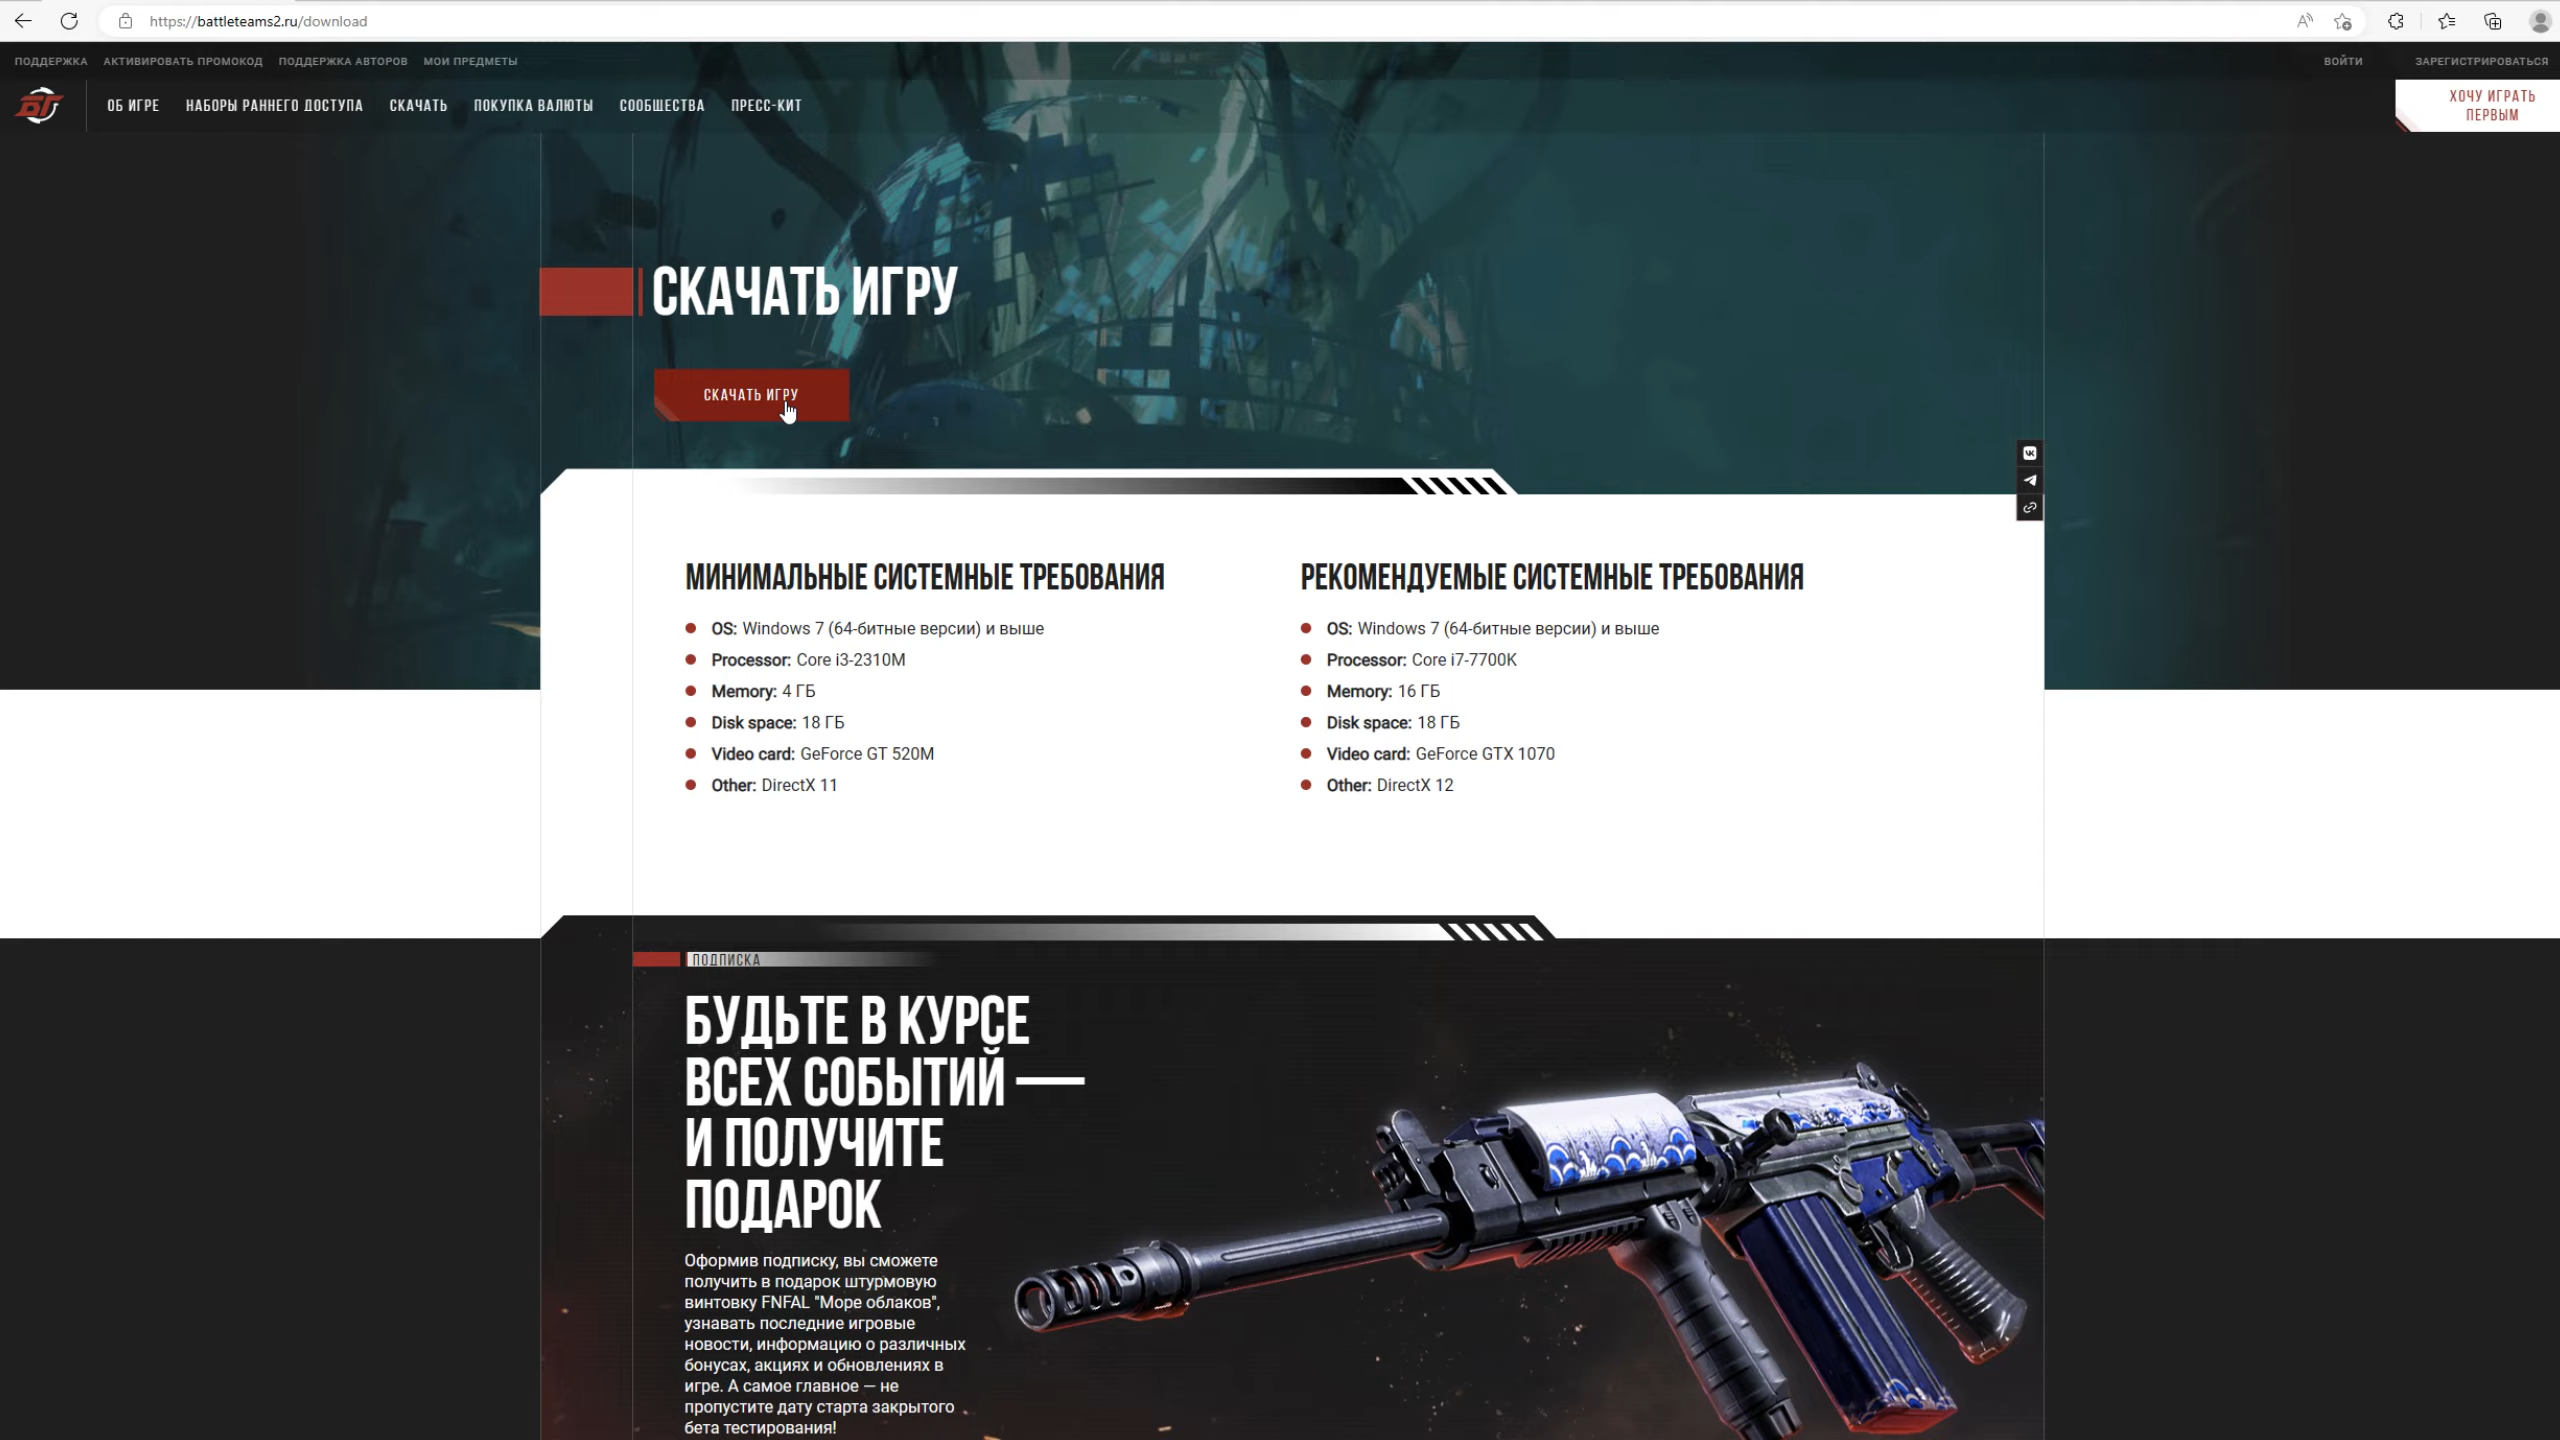 https://battleteams2.ru/download
ПОДДЕРЖКА АКТИВИРОВАТЬ ПРОМОКОД ПОДДЕРЖКА АВТОРОВ МОИ ПРЕДМЕТЫ ВОЙТИ ЗАРЕГИСТРИРОВАТЬСЯ
БТ ОБ ИГРЕ НАБОРЫ РАННЕГО ДОСТУПА СКАЧАТЬ ПОКУПКА ВАЛЮТЫ СООБЩЕСТВА ПРЕСС-КИТ
ХОЧУ ИГРАТЬ
ПЕРВЫМ
СКАЧАТЬ ИГРУ
СКАЧАТЬ ИГРУ
МИНИМАЛЬНЫЕ СИСТЕМНЫЕ ТРЕБОВАНИЯ
OS: Windows 7 (64-битные версии) и выше
Processor: Core i3-2310M
Memory: 4 ГБ
Disk space: 18 ГБ
Video card: GeForce GT 520M
Other: DirectX 11
РЕКОМЕНДУЕМЫЕ СИСТЕМНЫЕ ТРЕБОВАНИЯ
OS: Windows 7 (64-битные версии) и выше
Processor: Core i7-7700K
Memory: 16 ГБ
Disk space: 18 ГБ
Video card: GeForce GTX 1070
Other: DirectX 12
ПОДПИСКА
БУДЬТЕ В КУРСЕ
ВСЕХ СОБЫТИЙ —
И ПОЛУЧИТЕ
ПОДАРОК
Оформив подписку, вы сможете
получить в подарок штурмовую
винтовку FNFAL "Море облаков",
узнавать последние игровые
новости, информацию о различных
бонусах, акциях и обновлениях в
игре. А самое главное — не
пропустите дату старта закрытого
бета тестирования!